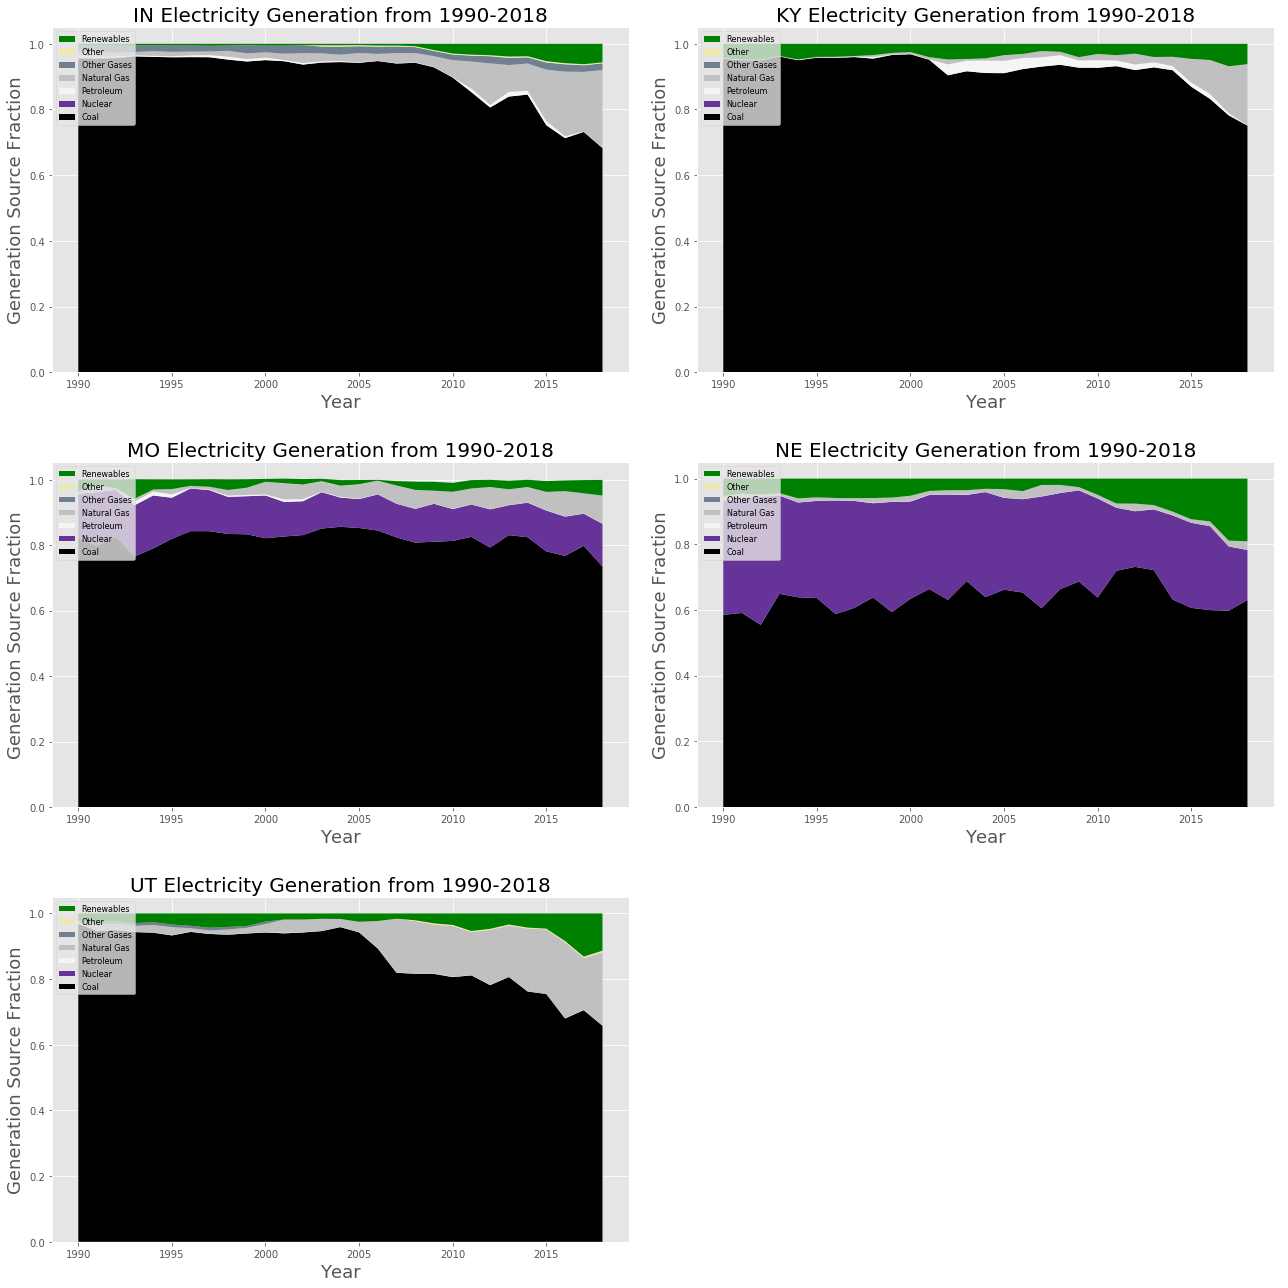 IN Electricity Generation from 1990-2018
Generation Source Fraction
1.0
0.8
0.6
0.4
0.2
0.0
Renewables
Other
Other Gases
Natural Gas
Petroleum
Nuclear
Coal
1990 1995 2000 2005 2010 2015
Year
KY Electricity Generation from 1990-2018
Generation Source Fraction
1.0
0.8
0.6
0.4
0.2
0.0
Renewables
Other
Other Gases
Natural Gas
Petroleum
Nuclear
Coal
1990 1995 2000 2005 2010 2015
Year
MO Electricity Generation from 1990-2018
Generation Source Fraction
1.0
0.8
0.6
0.4
0.2
0.0
Renewables
Other
Other Gases
Natural Gas
Petroleum
Nuclear
Coal
1990 1995 2000 2005 2010 2015
Year
NE Electricity Generation from 1990-2018
Generation Source Fraction
1.0
0.8
0.6
0.4
0.2
0.0
Renewables
Other
Other Gases
Natural Gas
Petroleum
Nuclear
Coal
1990 1995 2000 2005 2010 2015
Year
UT Electricity Generation from 1990-2018
Generation Source Fraction
1.0
0.8
0.6
0.4
0.2
0.0
Renewables
Other
Other Gases
Natural Gas
Petroleum
Nuclear
Coal
1990 1995 2000 2005 2010 2015
Year